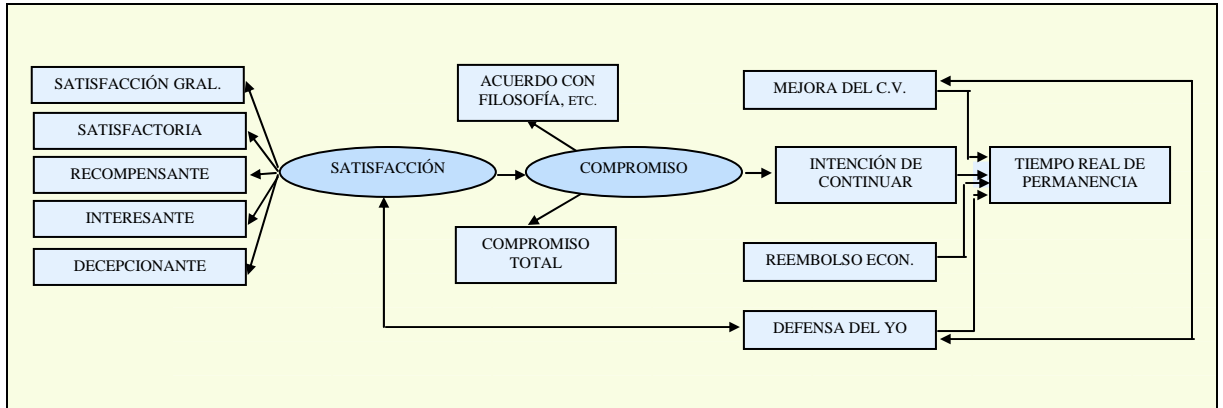 SATISFACCIÓN GRAL.
SATISFACTORIA
RECOMPENSANTE
INTERESANTE
DECEPCIONANTE
SATISFACCIÓN
ACUERDO CON
FILOSOFÍA, ETC.
COMPROMISO
COMPROMISO
TOTAL
MEJORA DEL C.V.
INTENCIÓN DE
CONTINUAR
REEMBOLSO ECON.
DEFENSA DEL YO
TIEMPO REAL DE
PERMANENCIA